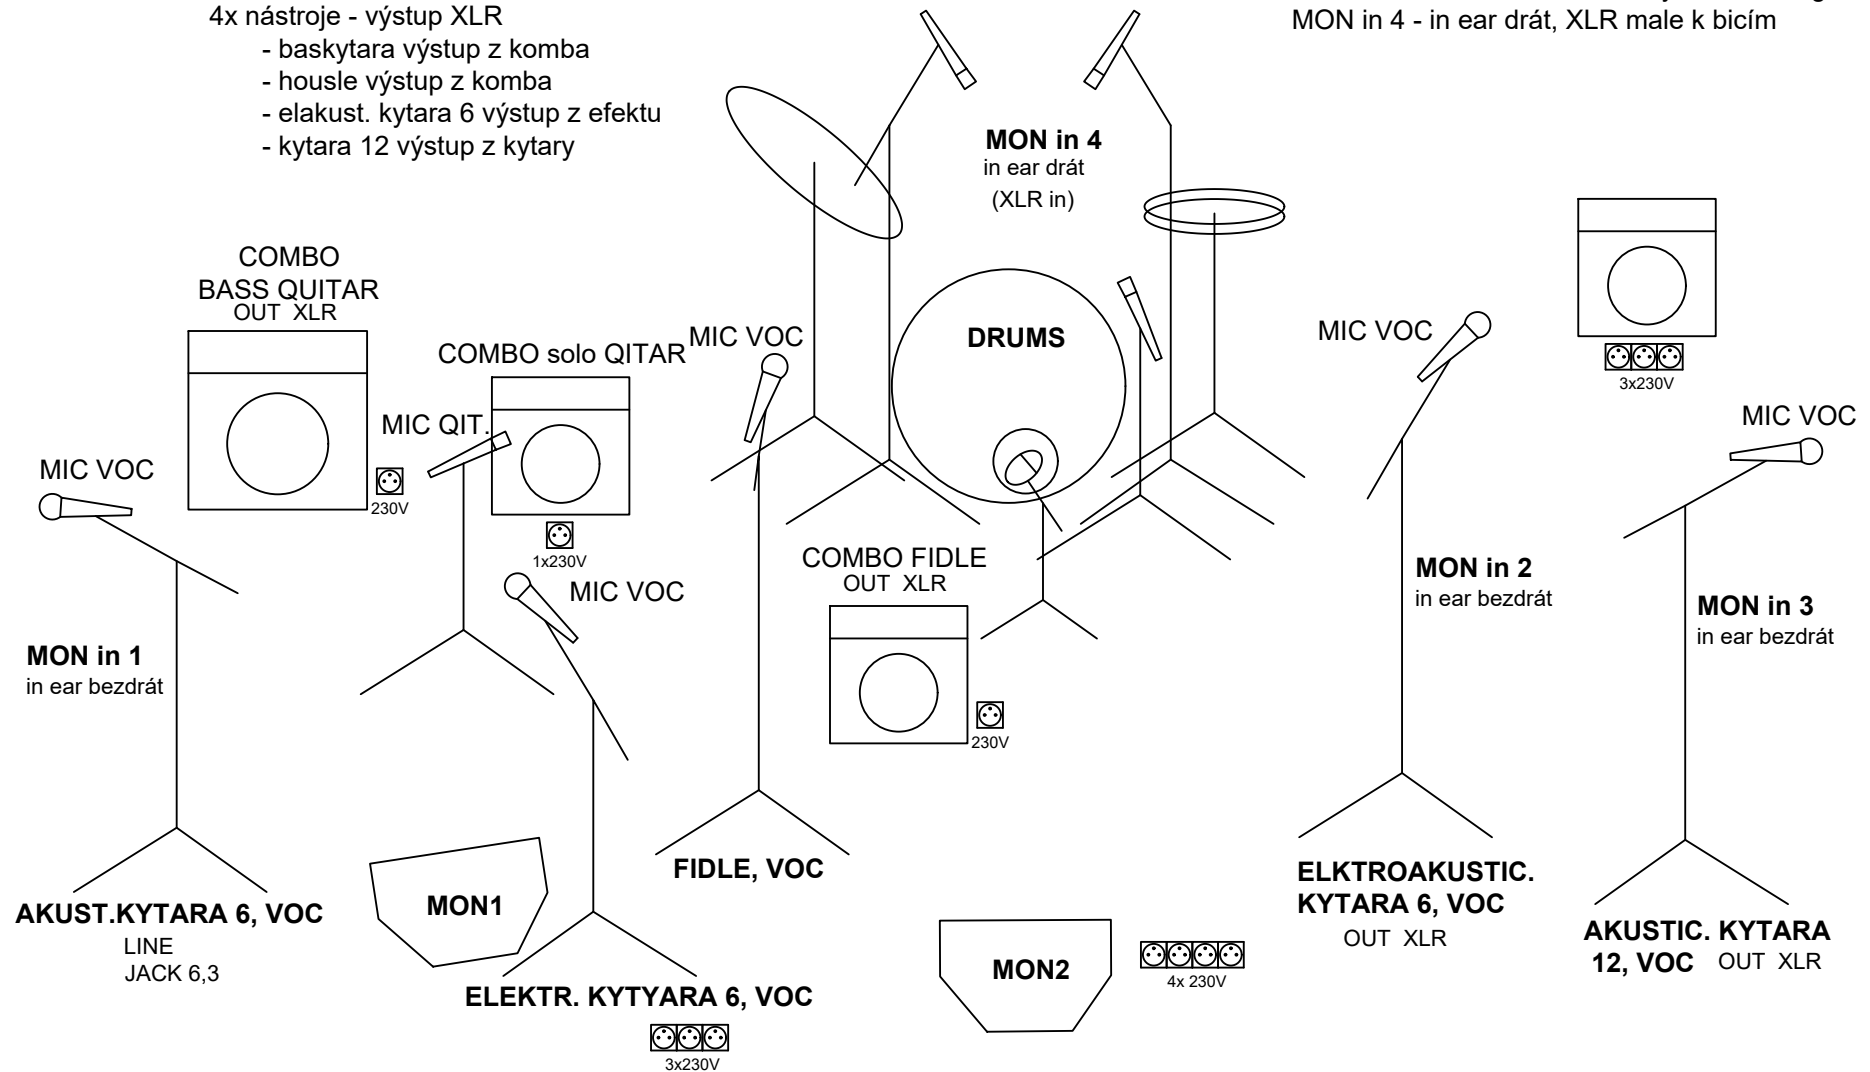 4x nástroje - výstup XLR
- baskytara výstup z komba
- housle výstup z komba
- elakust. kytara 6 výstup z efektu
- kytara 12 výstup z kytary
MON in 4 - in ear drát, XLR male k bicím
MON in 4
in ear drát
(XLR in)
COMBO
BASS QUITAR
OUT XLR
230V
COMBO solo QITAR
MIC QIT.
1x230V
MIC VOC
DRUMS
MIC VOC
3x230V
MIC VOC
MIC VOC
MIC VOC
COMBO FIDLE
OUT XLR
230V
MON in 1
in ear bezdrát
MON in 2
in ear bezdrát
MON in 3
in ear bezdrát
AKUST.KYTARA 6, VOC
LINE
JACK 6,3
MON1
ELEKTR. KYTYARA 6, VOC
3x230V
FIDLE, VOC
MON2
4x 230V
ELKTROAKUSTIC.
KYTARA 6, VOC
OUT XLR
AKUSTIC. KYTARA
12, VOC OUT XLR